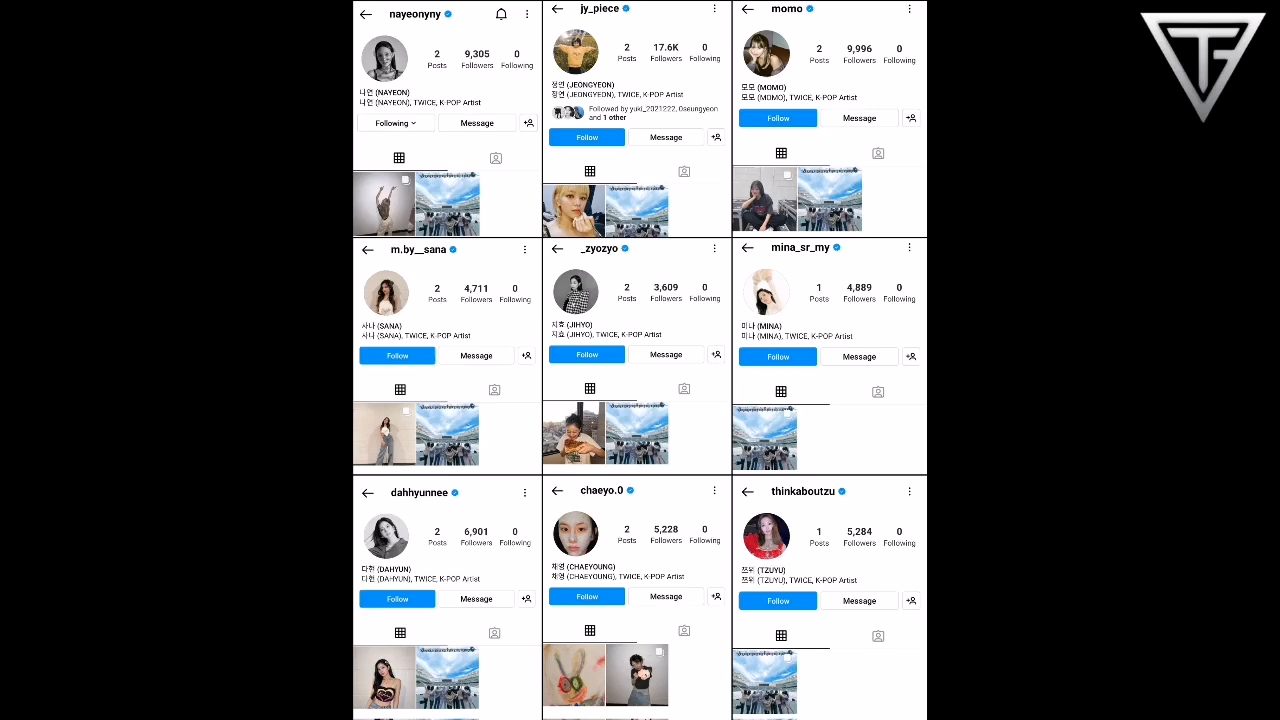 nayeonyny
2 9,305 0
Posts Followers Following
나연 (NAYEON)
나연 (NAYEON), TWICE, K-POP Artist
Following Message
jy_piece
2 17.6K 0
Posts Followers Following
정연 (JEONGYEON)
정연 (JEONGYEON), TWICE, K-POP Artist
Followed by yuki_2021222, 0seungyeon
and 1 other
Follow Message
momo
2 9,996 0
Posts Followers Following
모모 (MOMO)
모모 (MOMO), TWICE, K-POP Artist
Follow Message
m.by__sana
2 4,711 0
Posts Followers Following
사나 (SANA)
사나 (SANA), TWICE, K-POP Artist
Follow Message
_zyozyo
2 3,609 0
Posts Followers Following
지효 (JIHYO)
지효 (JIHYO), TWICE, K-POP Artist
Follow Message
mina_sr_my
1 4,889 0
Posts Followers Following
미나 (MINA)
미나 (MINA), TWICE, K-POP Artist
Follow Message
dahhyunnee
2 6,901 0
Posts Followers Following
다현 (DAHYUN)
다현 (DAHYUN), TWICE, K-POP Artist
Follow Message
chaeyo.0
2 5,228 0
Posts Followers Following
채영 (CHAEYOUNG)
채영 (CHAEYOUNG), TWICE, K-POP Artist
Follow Message
thinkaboutzu
1 5,284 0
Posts Followers Following
쯔위 (TZUYU)
쯔위 (TZUYU), TWICE, K-POP Artist
Follow Message